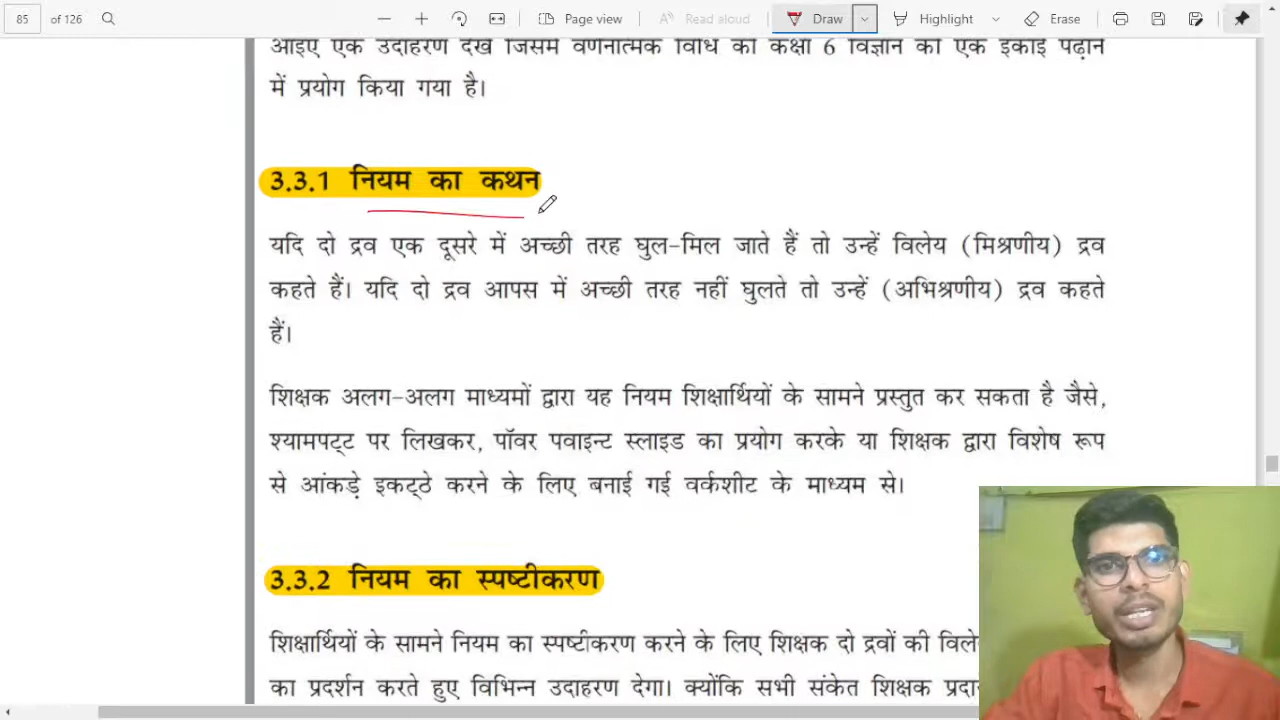 85 of 126 Page view Read aloud Draw Highlight Erase
आइए एक उदाहरण देखें जिसमें वर्णनात्मक विधि को कक्षा 6 विज्ञान की एक इकाई पढ़ाने
में प्रयोग किया गया है।
3.3.1 नियम का कथन
यदि दो द्रव एक दूसरे में अच्छी तरह घुल-मिल जाते हैं तो उन्हें विलेय (मिश्रणीय) द्रव
कहते हैं। यदि दो द्रव आपस में अच्छी तरह नहीं घुलते तो उन्हें (अभिश्रणीय) द्रव कहते
हैं।
शिक्षक अलग-अलग माध्यमों द्वारा यह नियम शिक्षार्थियों के सामने प्रस्तुत कर सकता है जैसे,
श्यामपट्ट पर लिखकर, पॉवर पवाइन्ट स्लाइड का प्रयोग करके या शिक्षक द्वारा विशेष रूप
से आंकड़े इकट्ठे करने के लिए बनाई गई वर्कशीट के माध्यम से।
3.3.2 नियम का स्पष्टीकरण
शिक्षार्थियों के सामने नियम का स्पष्टीकरण करने के लिए शिक्षक दो द्रवों की
का प्रदर्शन करते हुए विभिन्न उदाहरण देगा। क्योंकि सभी संकेत शिक्षक